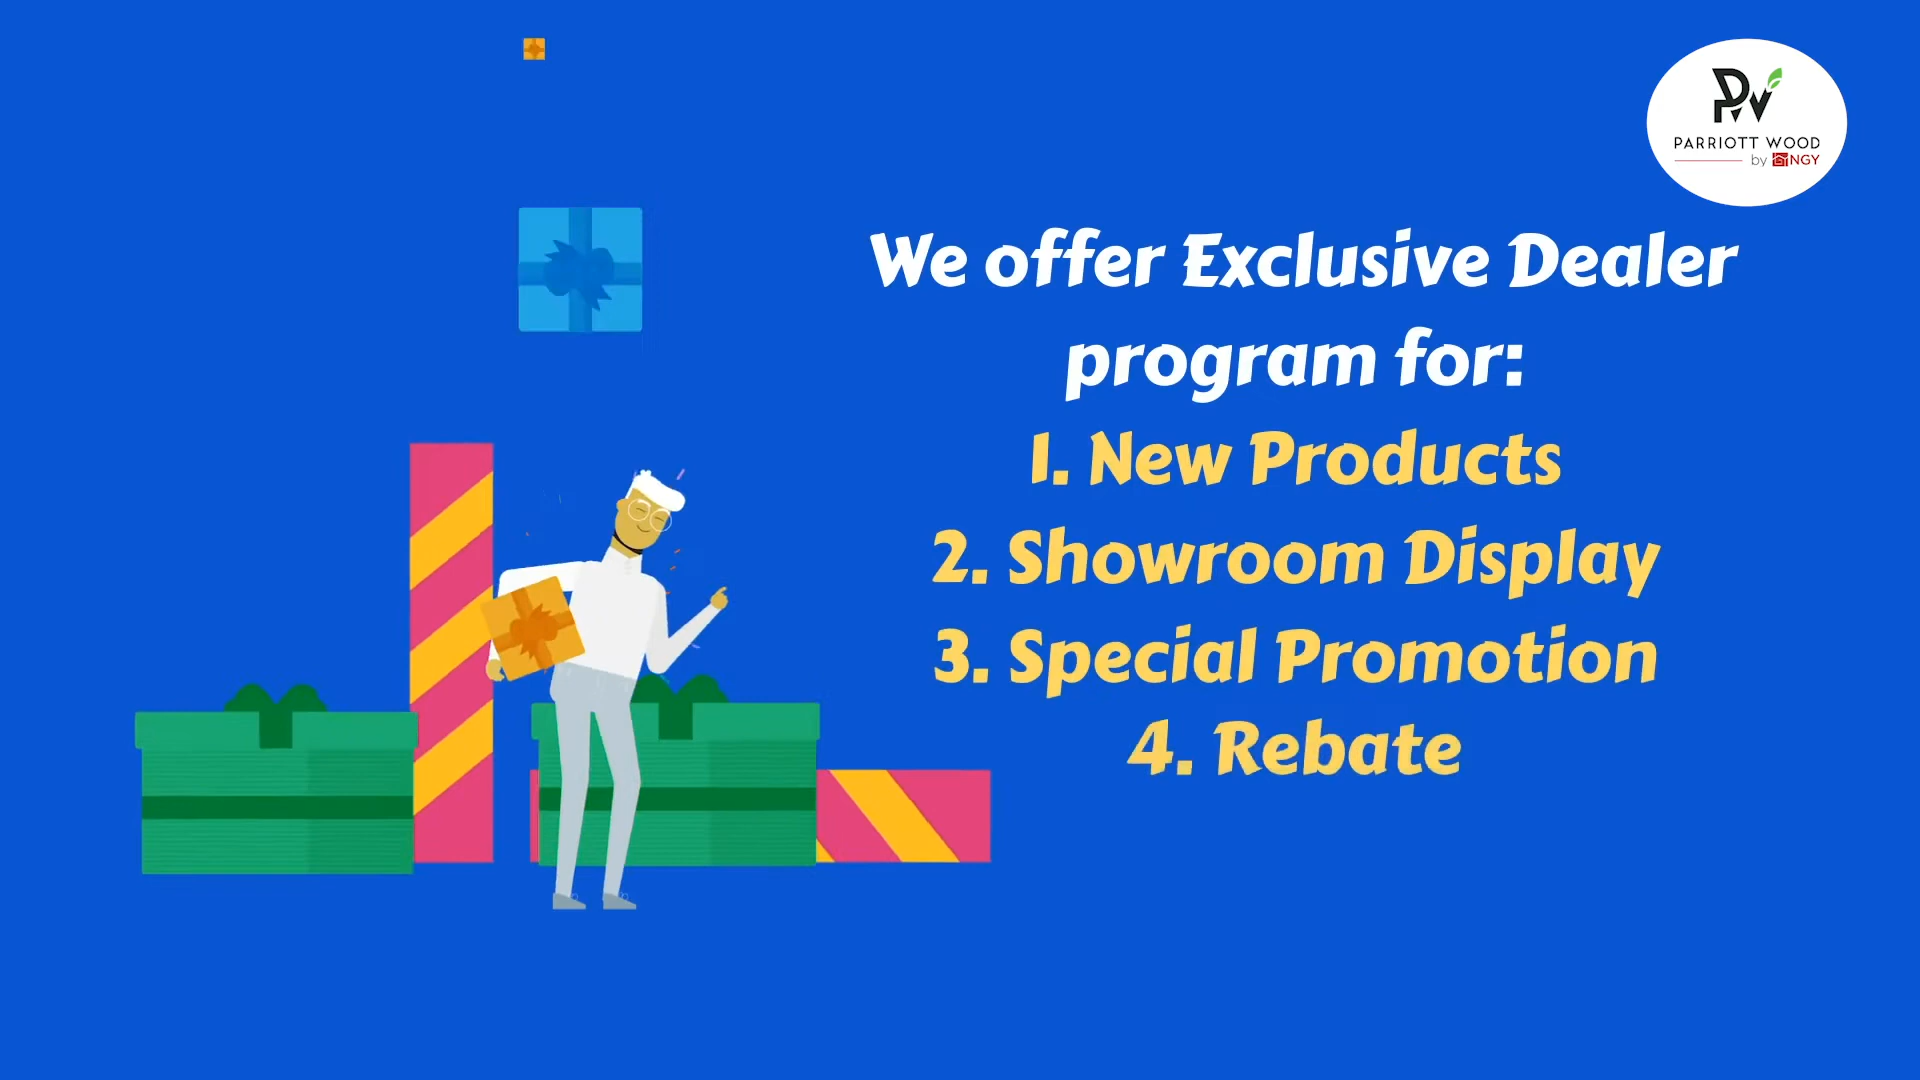 PW
PARRIOTT WOOD
by NGY
We offer Exclusive Dealer
program for:
1. New Products
2. Showroom Display
3. Special Promotion
4. Rebate